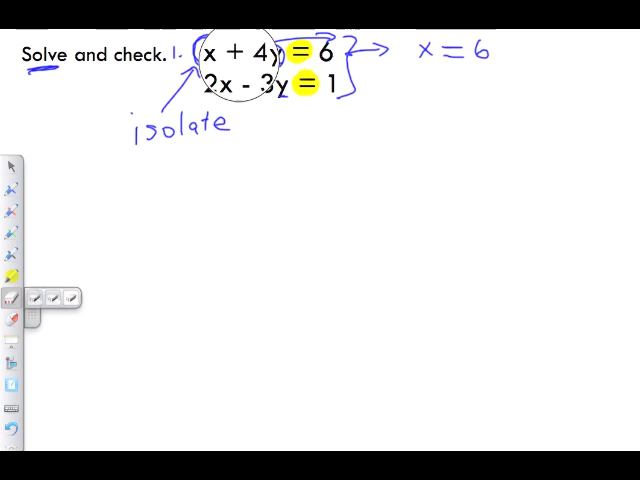 Solve and check. 1. x + 4y = 6 → x = 6
2x - 3y = 1
isolate